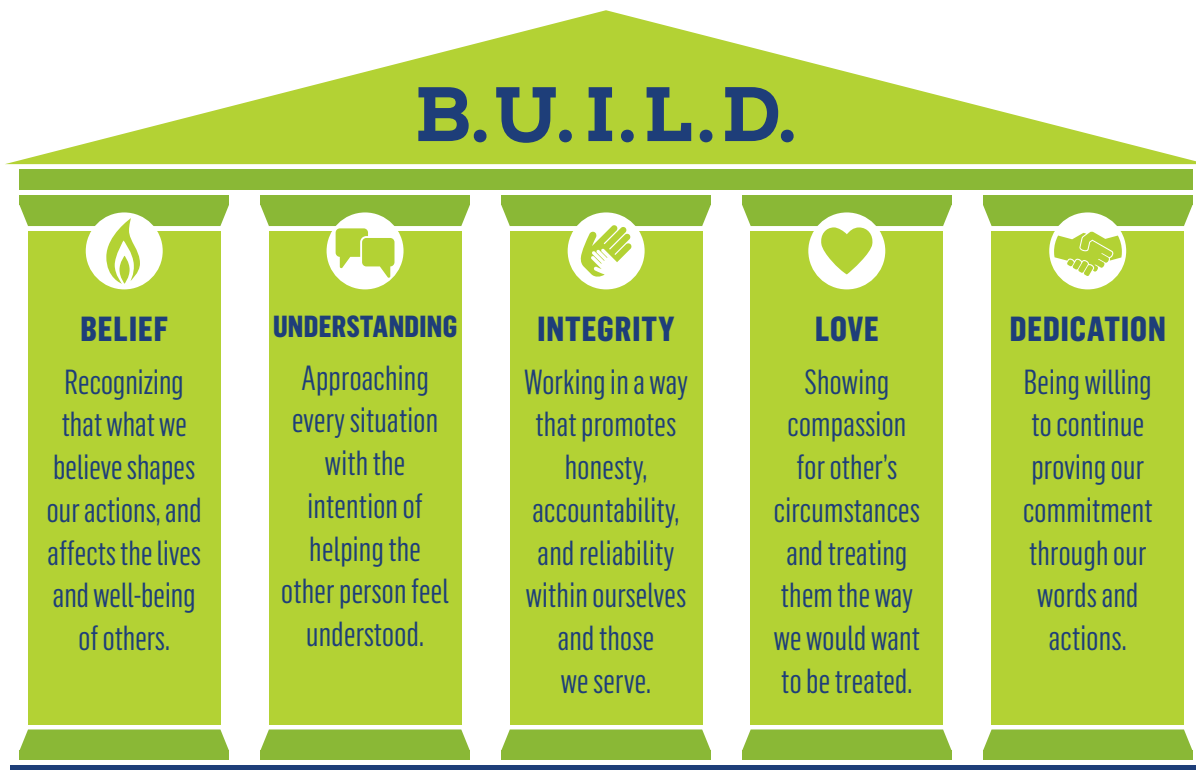 B.U.I.L.D.
BELIEF
Recognizing
that what we
believe shapes
our actions, and
affects the lives
and well-being
of others.
UNDERSTANDING
Approaching
every situation
with the
intention of
helping the
other person feel
understood.
INTEGRITY
Working in a way
that promotes
honesty,
accountability,
and reliability
within ourselves
and those
we serve.
LOVE
Showing
compassion
for other’s
circumstances
and treating
them the way
we would want
to be treated.
DEDICATION
Being willing
to continue
proving our
commitment
through our
words and
actions.